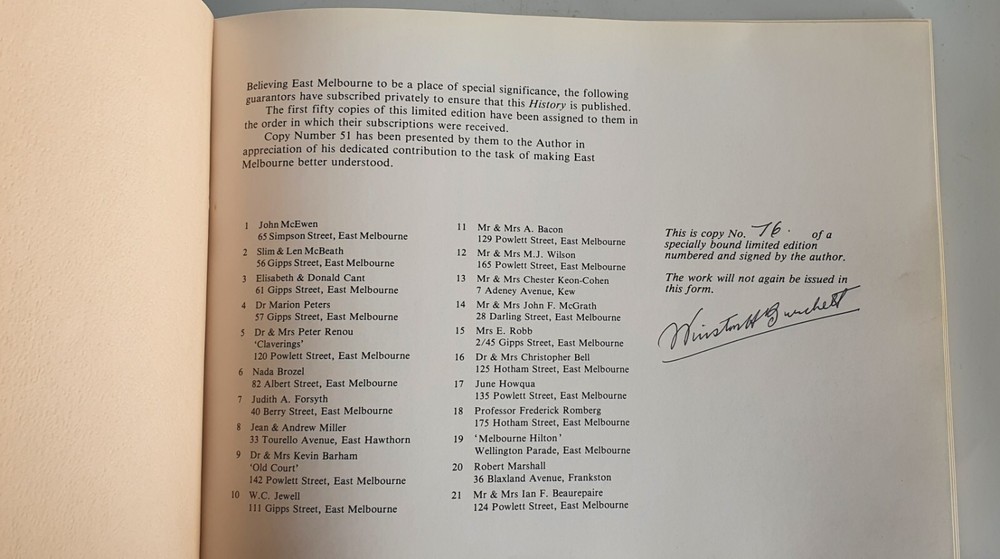 Believing East Melbourne to be a place of special significance, the following
guarantors have subscribed privately to ensure that this History is published.
The first fifty copies of this limited edition have been assigned to them in
the order in which their subscriptions were received.
Copy Number 51 has been presented by them to the Author in
appreciation of his dedicated contribution to the task of making East
Melbourne better understood.
1 John McEwen
65 Simpson Street, East Melbourne
2 Slim & Len McBeath
56 Gipps Street, East Melbourne
3 Elisabeth & Donald Cant
61 Gipps Street, East Melbourne
4 Dr Marion Peters
57 Gipps Street, East Melbourne
5 Dr & Mrs Peter Renou
'Claverings'
120 Powlett Street, East Melbourne
6 Nada Brozel
82 Albert Street, East Melbourne
7 Judith A. Forsyth
40 Berry Street, East Melbourne
8 Jean & Andrew Miller
33 Tourello Avenue, East Hawthorn
9 Dr & Mrs Kevin Barham
'Old Court'
142 Powlett Street, East Melbourne
10 W.C. Jewell
111 Gipps Street, East Melbourne
11 Mr & Mrs A. Bacon
129 Powlett Street, East Melbourne
12 Mr & Mrs M.J. Wilson
165 Powlett Street, East Melbourne
13 Mr & Mrs Chester Keon-Cohen
7 Adeney Avenue, Kew
14 Mr & Mrs John F. McGrath
28 Darling Street, East Melbourne
15 Mrs E. Robb
2/45 Gipps Street, East Melbourne
16 Dr & Mrs Christopher Bell
125 Hotham Street, East Melbourne
17 June Howqua
135 Powlett Street, East Melbourne
18 Professor Frederick Romberg
175 Hotham Street, East Melbourne
19 'Melbourne Hilton'
Wellington Parade, East Melbourne
20 Robert Marshall
36 Blaxland Avenue, Frankston
21 Mr & Mrs Ian F. Beaurepaire
124 Powlett Street, East Melbourne
This is copy No. 76. of a
specially bound limited edition
numbered and signed by the author.
The work will not again be issued in
this form.
Winston H Burchett